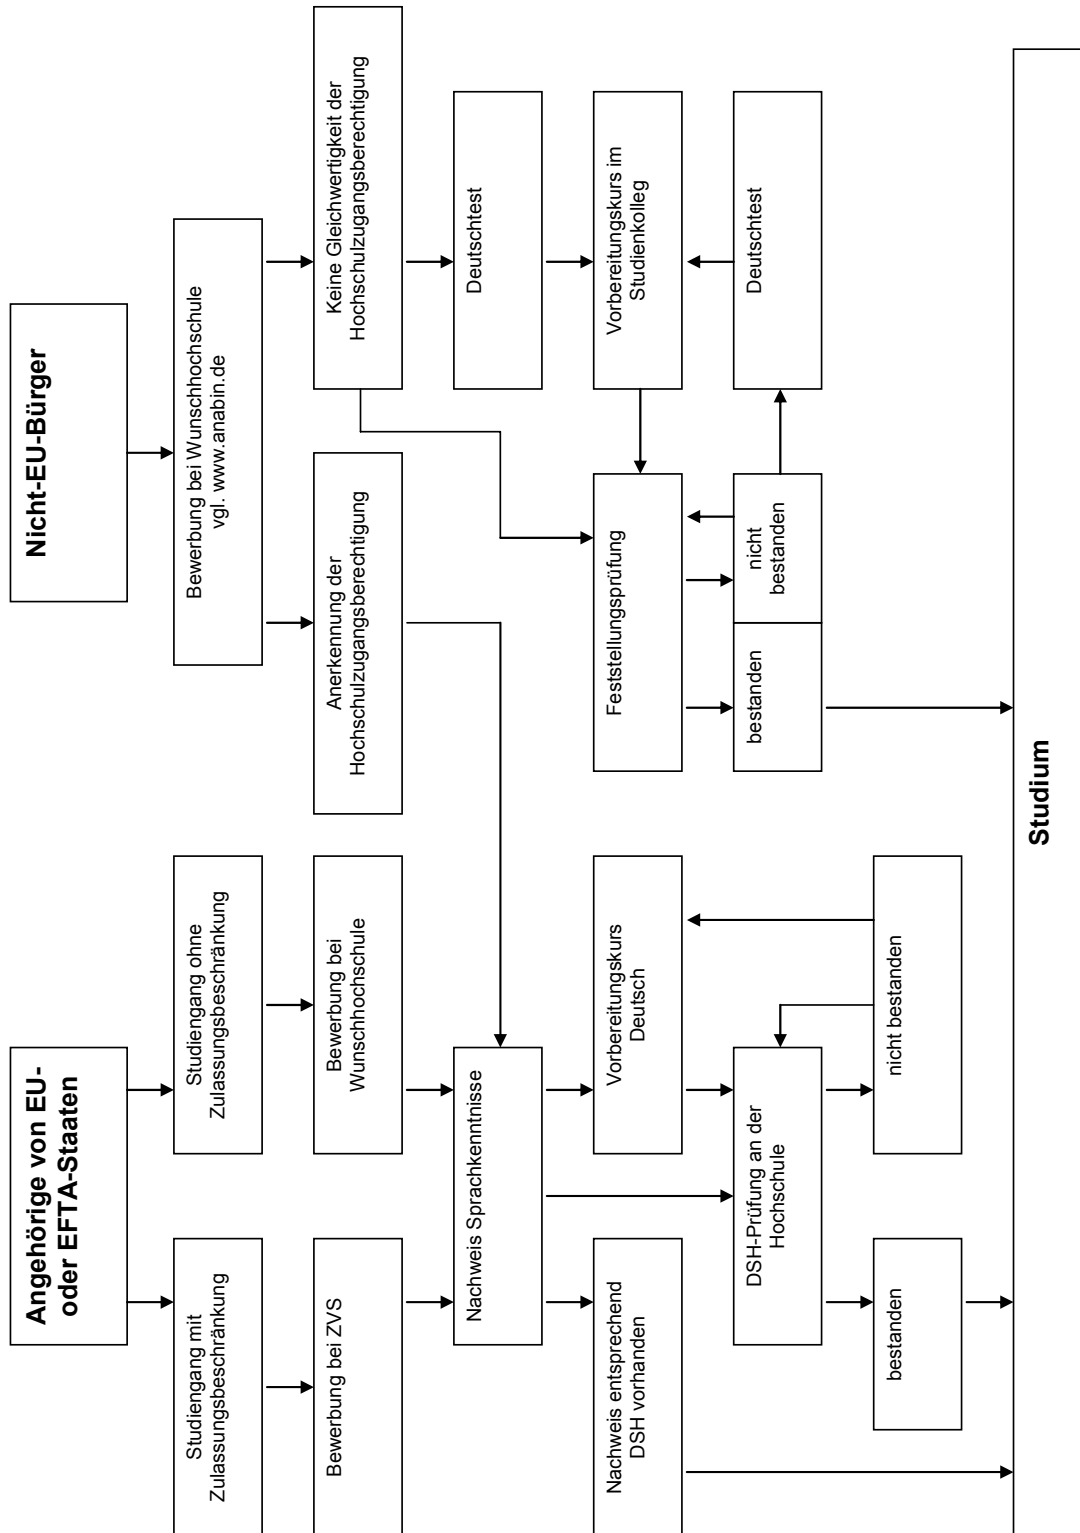 Angehörige von EU-
oder EFTA-Staaten
Nicht-EU-Bürger
Studiengang mit
Zulassungsbeschränkung
Studiengang ohne
Zulassungsbeschränkung
Bewerbung bei Wunschhochschule
vgl. www.anabin.de
Bewerbung bei ZVS
Bewerbung bei
Wunschhochschule
Anerkennung der
Hochschulzugangsberechtigung
Keine Gleichwertigkeit der
Hochschulzugangsberechtigung
Nachweis Sprachkenntnisse
Deutschtest
Nachweis entsprechend
DSH vorhanden
Vorbereitungskurs
Deutsch
Feststellungsprüfung
Vorbereitungskurs im
Studienkolleg
DSH-Prüfung an der
Hochschule
bestanden
nicht
bestanden
Deutschtest
bestanden
nicht bestanden
Studium